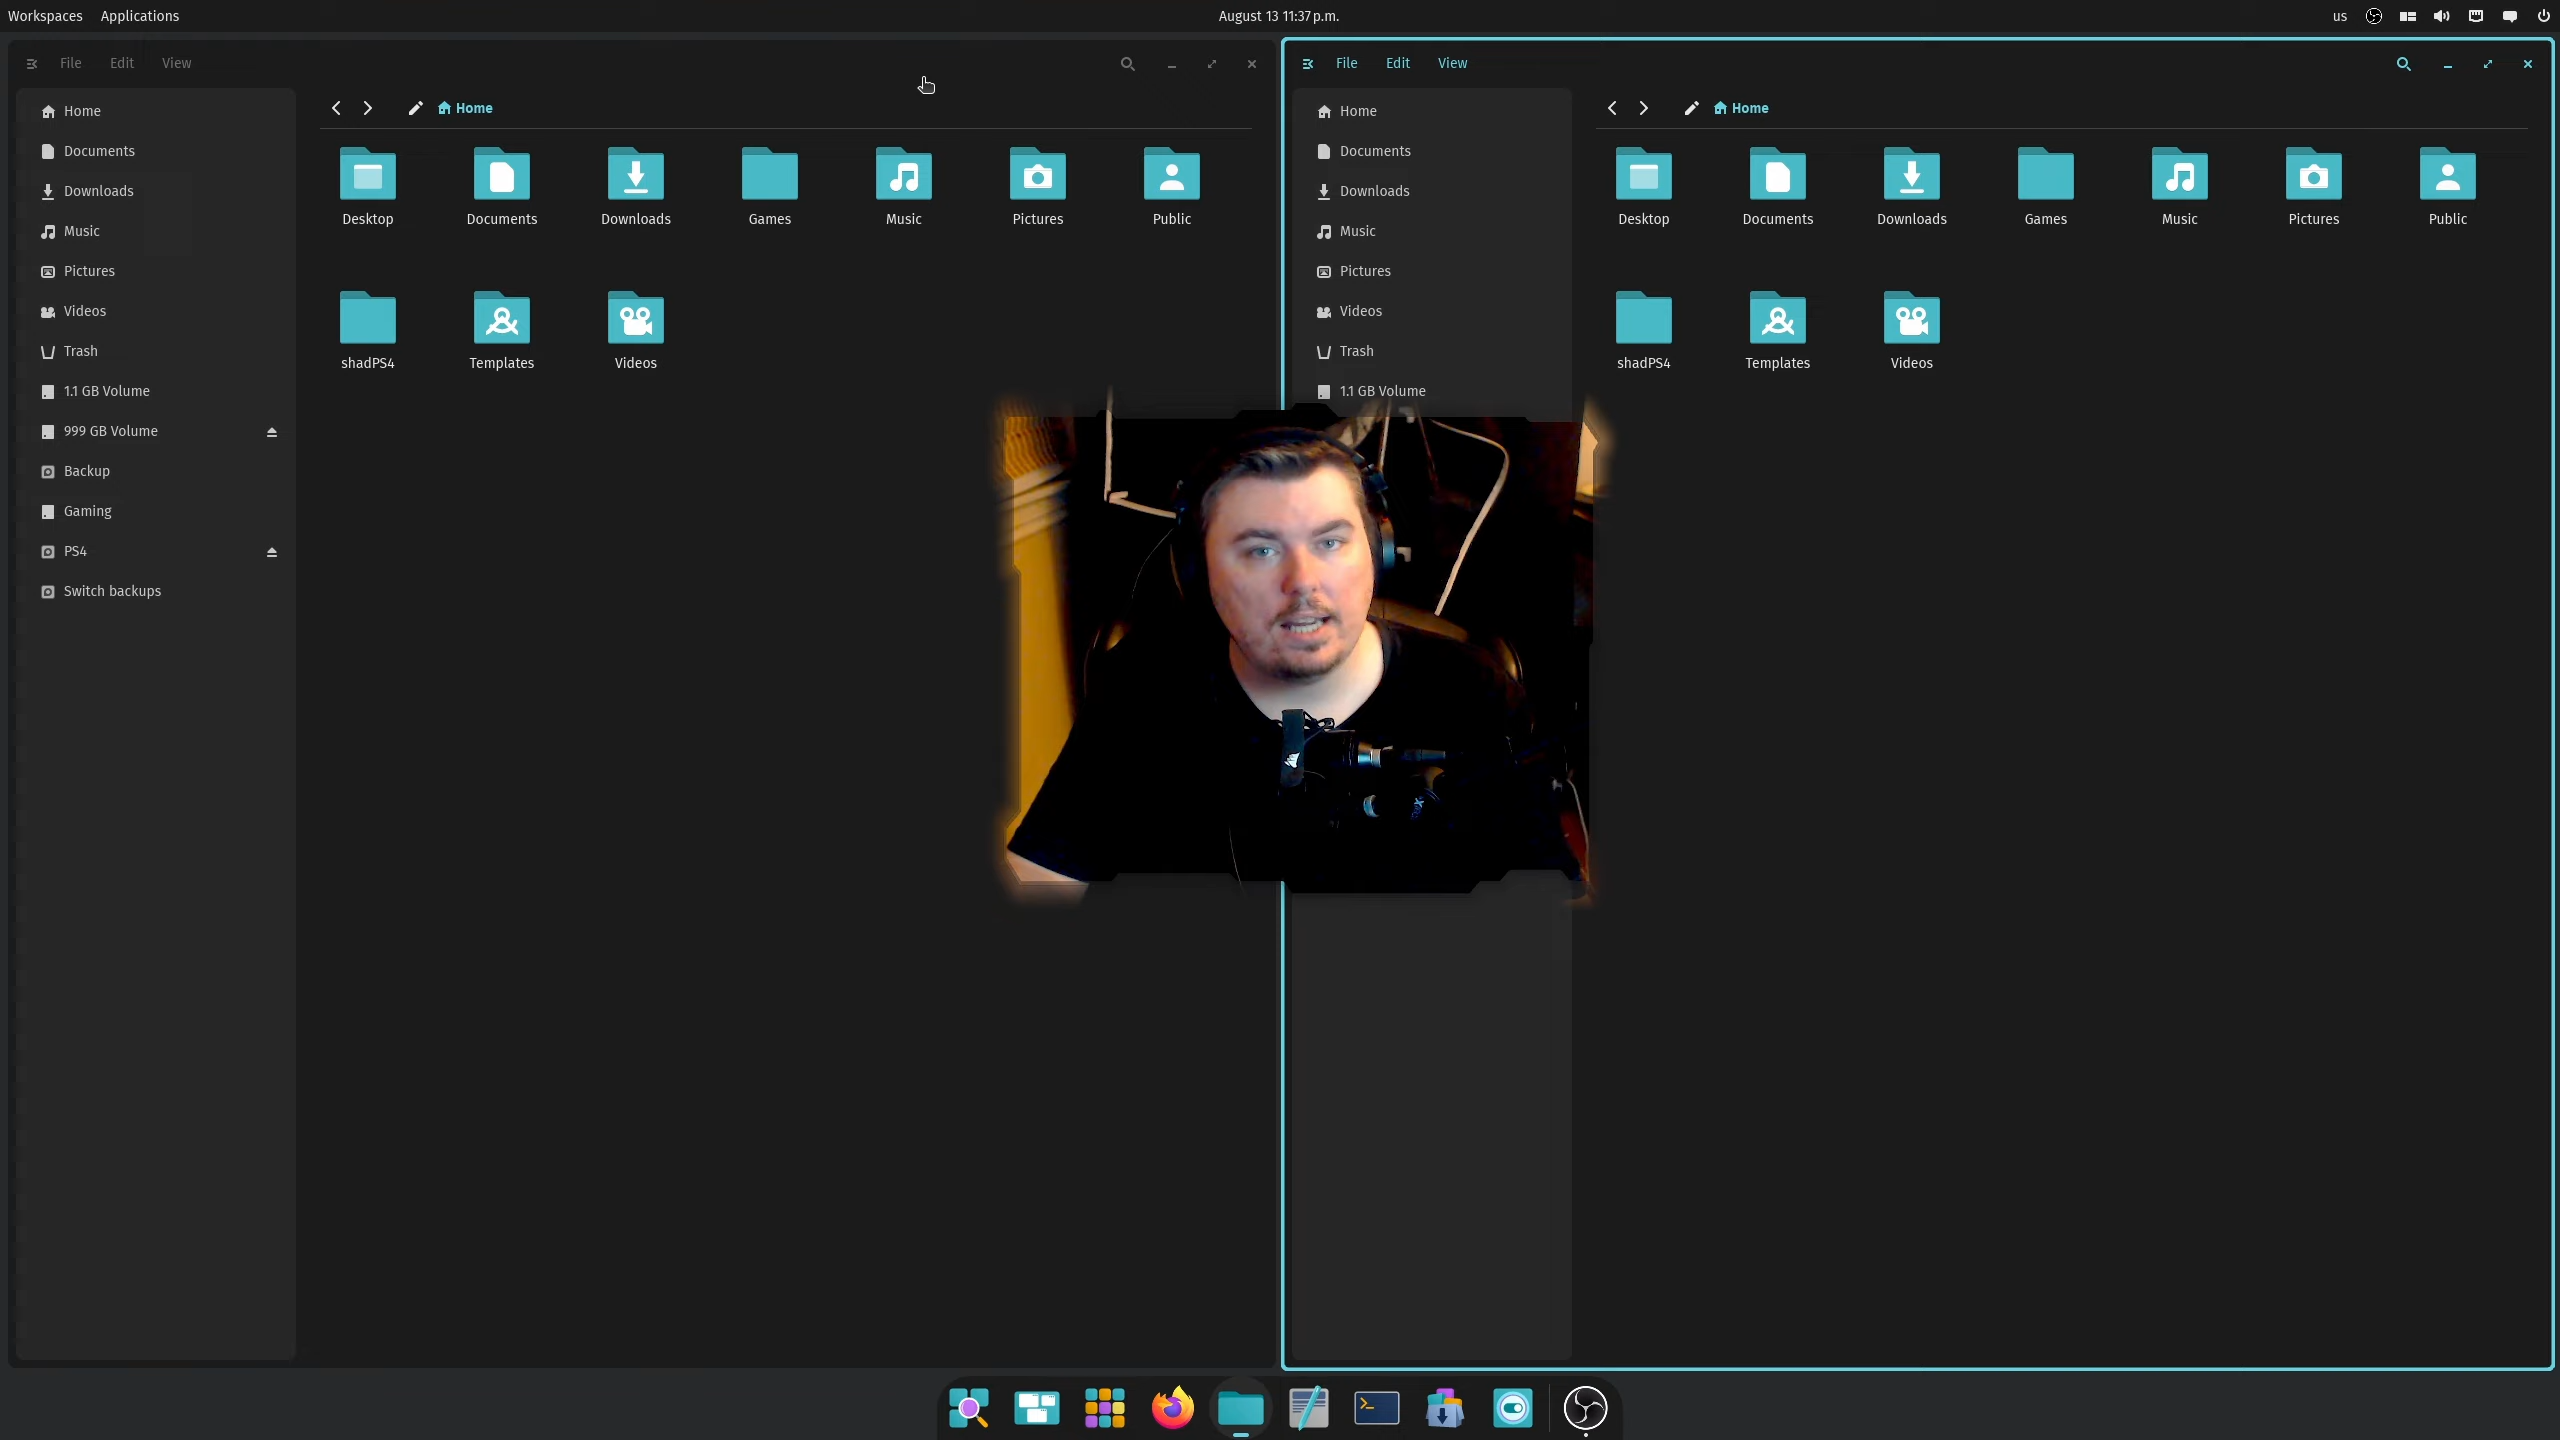 Workspaces Applications August 13 11:37 p.m. us
File Edit View
Home
Home
Documents
Downloads
Music
Pictures
Videos
Trash
1.1 GB Volume
999 GB Volume
Backup
Gaming
PS4
Switch backups
Desktop Documents Downloads Games Music Pictures Public
shadPS4 Templates Videos
File Edit View
Home
Home
Documents
Downloads
Music
Pictures
Videos
Trash
1.1 GB Volume
Desktop Documents Downloads Games Music Pictures Public
shadPS4 Templates Videos